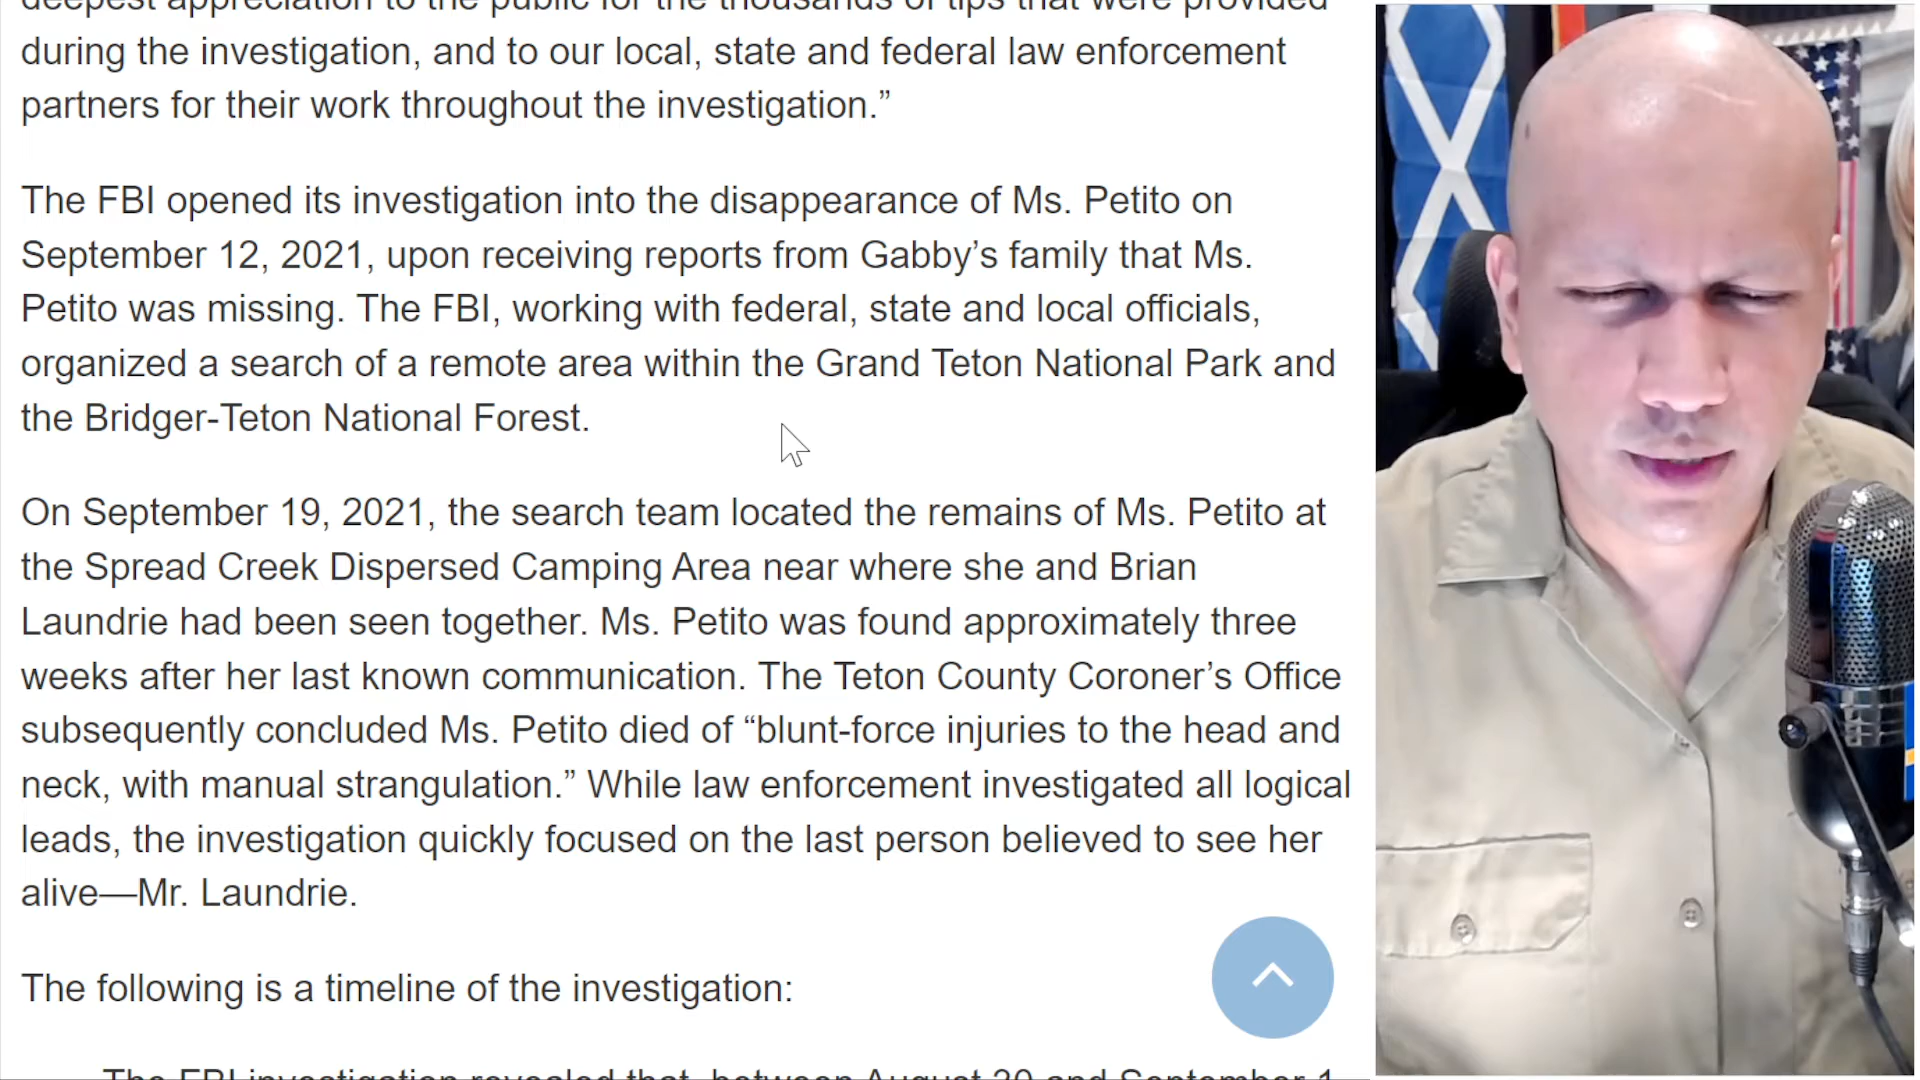 deepest appreciation to the public for the thousands of tips that were provided
during the investigation, and to our local, state and federal law enforcement
partners for their work throughout the investigation.”
The FBI opened its investigation into the disappearance of Ms. Petito on
September 12, 2021, upon receiving reports from Gabby’s family that Ms.
Petito was missing. The FBI, working with federal, state and local officials,
organized a search of a remote area within the Grand Teton National Park and
the Bridger-Teton National Forest.
On September 19, 2021, the search team located the remains of Ms. Petito at
the Spread Creek Dispersed Camping Area near where she and Brian
Laundrie had been seen together. Ms. Petito was found approximately three
weeks after her last known communication. The Teton County Coroner’s Office
subsequently concluded Ms. Petito died of “blunt-force injuries to the head and
neck, with manual strangulation.” While law enforcement investigated all logical
leads, the investigation quickly focused on the last person believed to see her
alive—Mr. Laundrie.
The following is a timeline of the investigation:
The FBI investigation revealed that, between August 30 and September 1